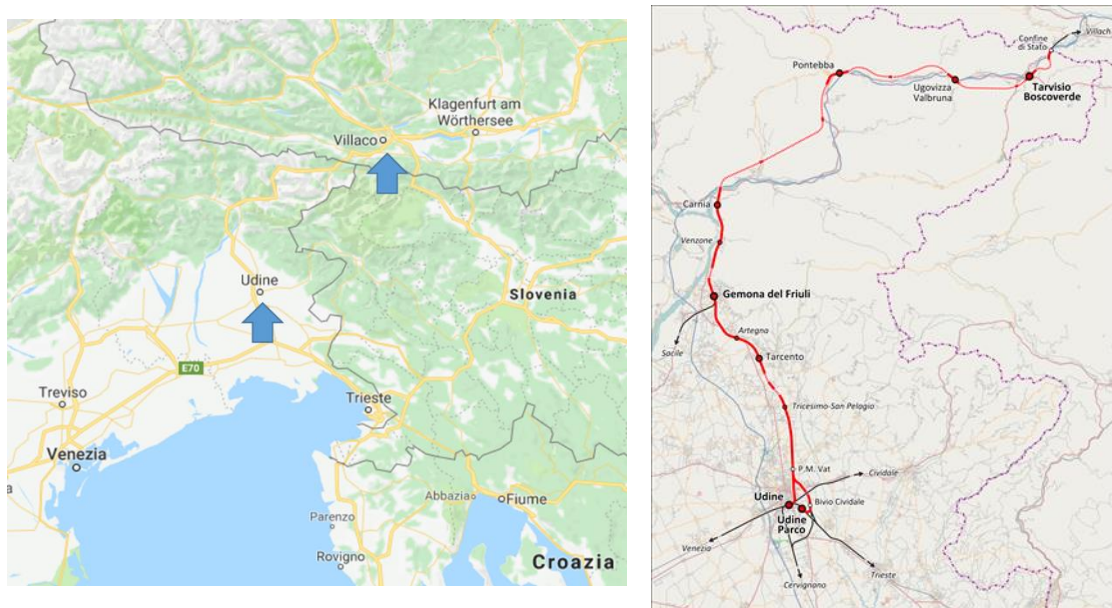 Klagenfurt am
Wörthersee
Villaco
Udine
Slovenia
E70
Treviso
Trieste
Venezia
a
Abbazia
Fiume
Parenzo
Rovigno
Croazia
Confine
di Stato
Villach
Pontebba
Ugovizza
Valbruna
Tarvisio
Boscoverde
Carnia
Venzone
Gemona del Friuli
Sacile
Artegna
Tarcento
Tricesimo-San Pelagio
P.M. Vat
Cividale
Udine
Bivio Cividale
Udine
Parco
Venezia
Trieste
Cervignano